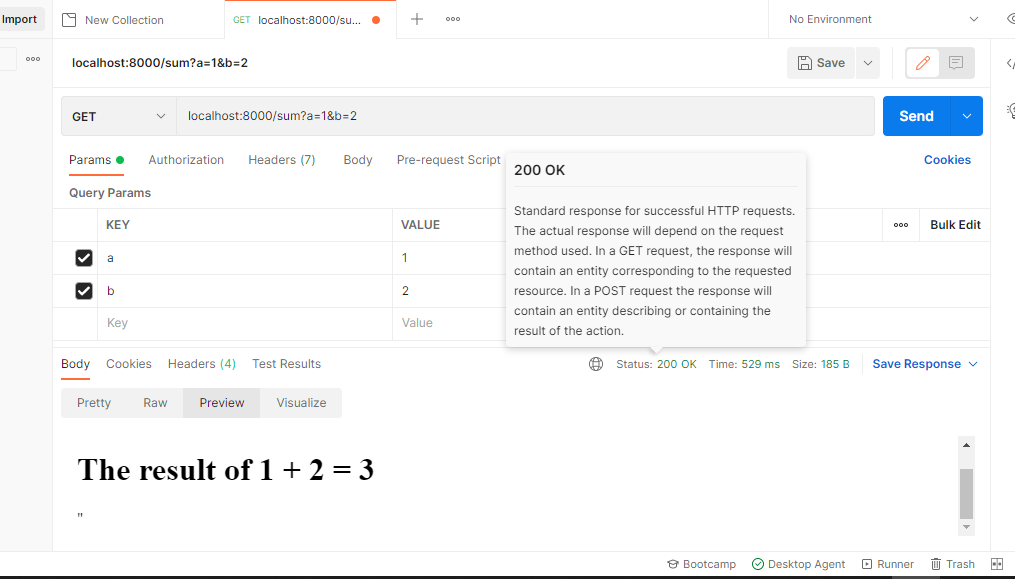 Import
New Collection
GET localhost:8000/su...
No Environment
localhost:8000/sum?a=1&b=2
Save
GET
localhost:8000/sum?a=1&b=2
Send
Params
Authorization
Headers (7)
Body
Pre-request Script
Cookies
Query Params
KEY
VALUE
Bulk Edit
a
1
b
2
Key
Value
200 OK
Standard response for successful HTTP requests.
The actual response will depend on the request
method used. In a GET request, the response will
contain an entity corresponding to the requested
resource. In a POST request the response will
contain an entity describing or containing the
result of the action.
Body
Cookies
Headers (4)
Test Results
Status: 200 OK
Time: 529 ms
Size: 185 B
Save Response
Pretty
Raw
Preview
Visualize
The result of 1 + 2 = 3
"
Bootcamp
Desktop Agent
Runner
Trash